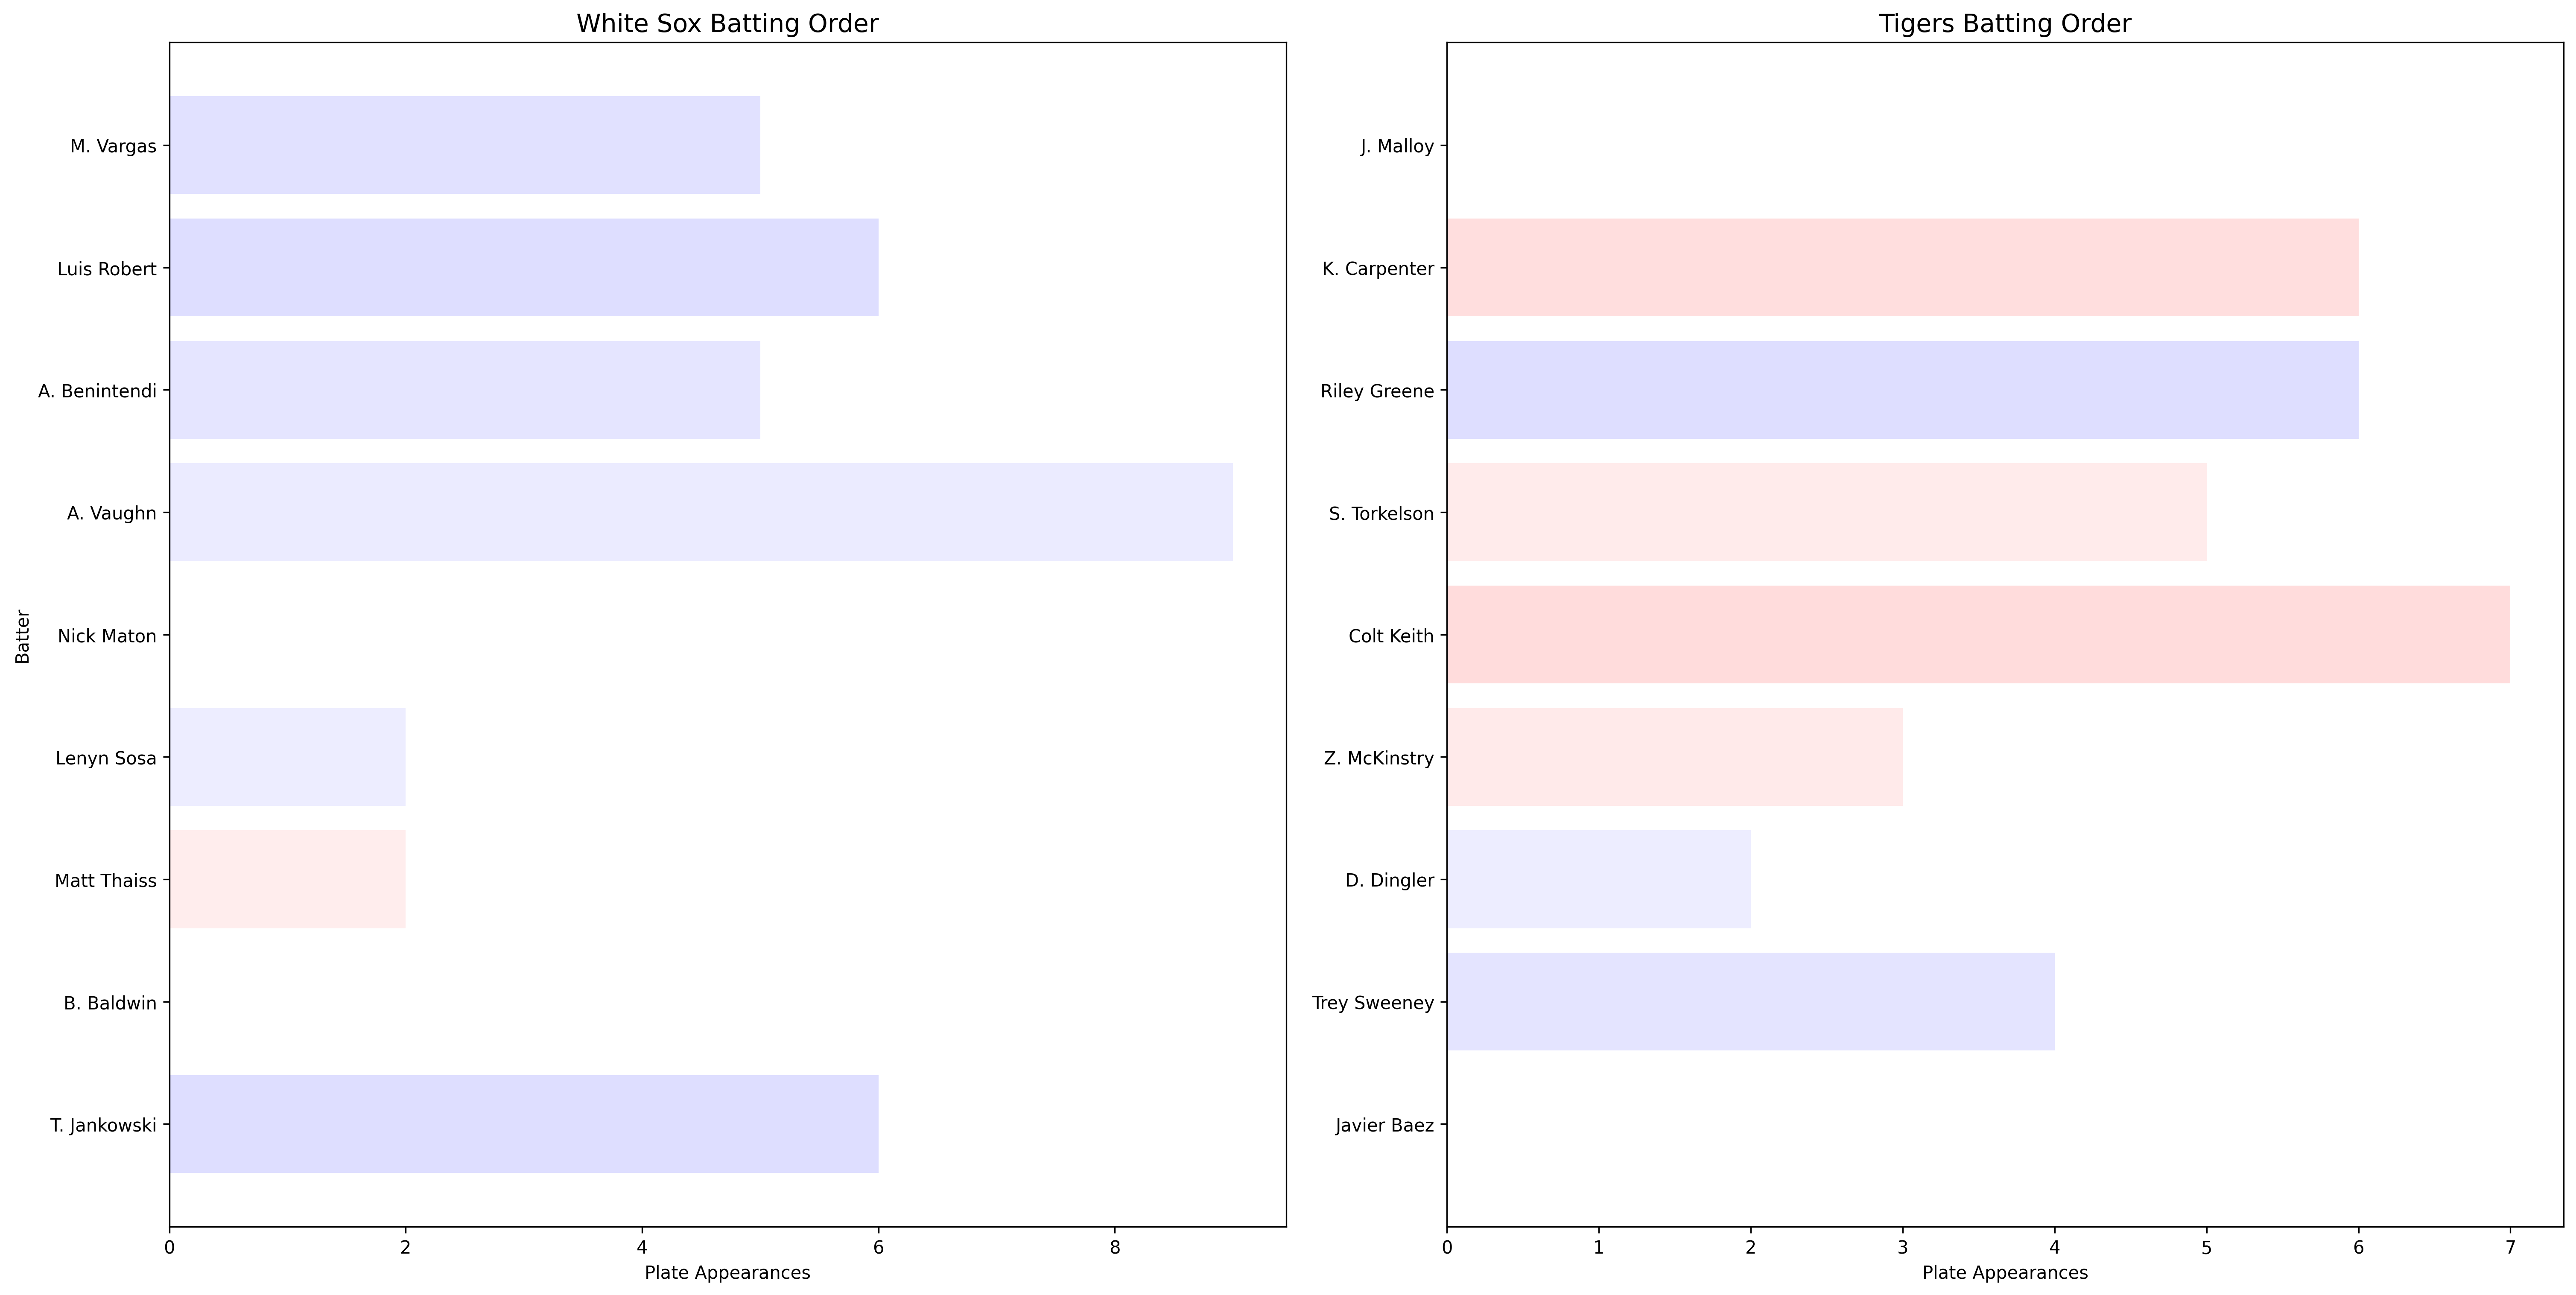 White Sox Batting Order
Batter
M. Vargas
Luis Robert
A. Benintendi
A. Vaughn
Nick Maton
Lenyn Sosa
Matt Thaiss
B. Baldwin
T. Jankowski
0 2 4 6 8
Plate Appearances
Tigers Batting Order
J. Malloy
K. Carpenter
Riley Greene
S. Torkelson
Colt Keith
Z. McKinstry
D. Dingler
Trey Sweeney
Javier Baez
0 1 2 3 4 5 6 7
Plate Appearances